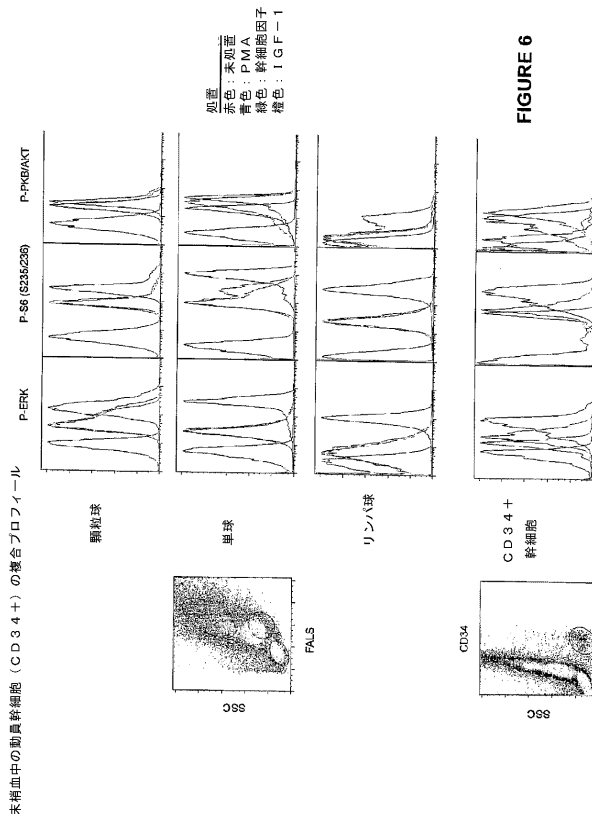 末梢血中の動員幹細胞（CD34+）の複合プロフィール
P-ERK
P-S6 (S235/236)
P-PKB/AKT
顆粒球
単球
リンパ球
CD34+
幹細胞
SSC
FALS
SSC
CD34
処置
赤色：未処置
青色：PMA
緑色：幹細胞因子
橙色：IGF-1
FIGURE 6